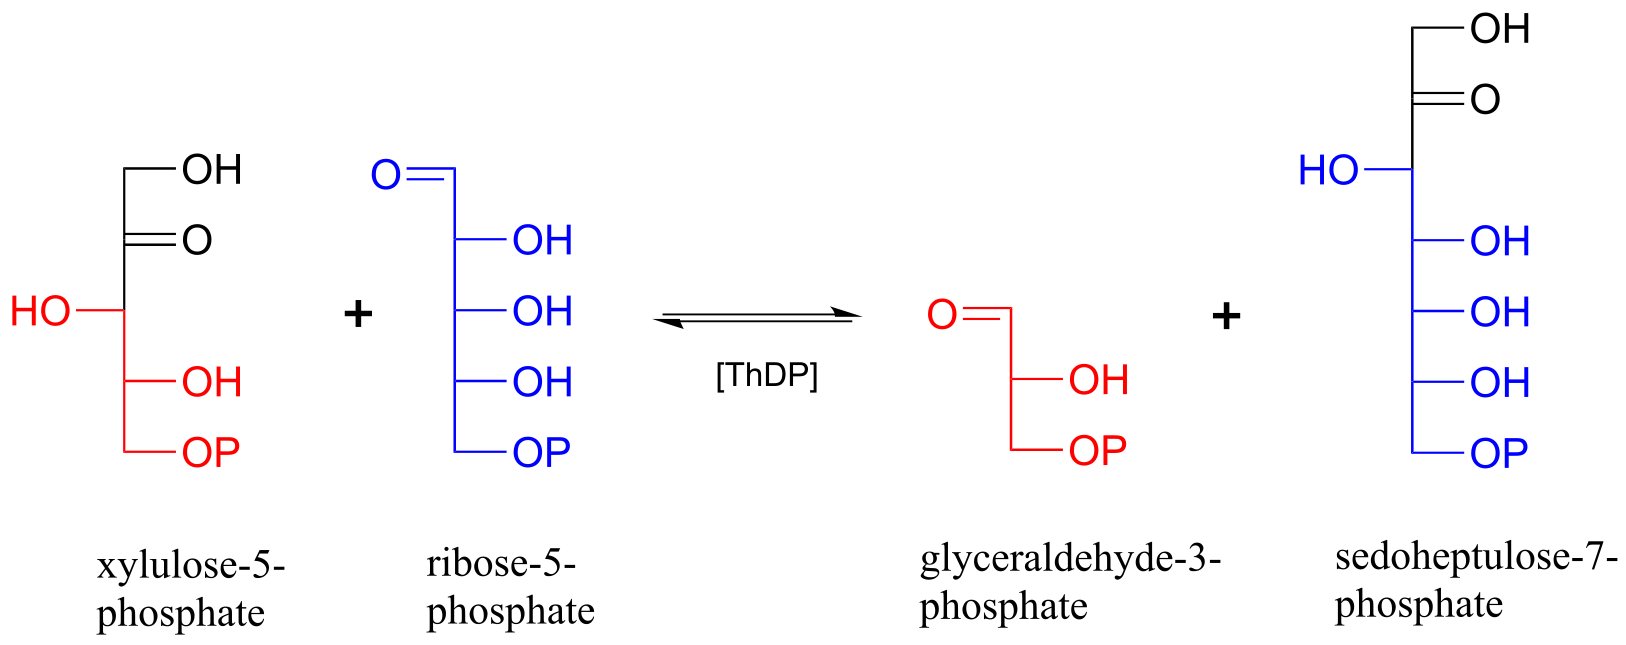 OH
O
HO
OH
OP
+
O
OH
OH
OH
OP
[ThDP]
O
OH
OP
+
OH
O
HO
OH
OH
OH
OP
xylulose-5-
phosphate
ribose-5-
phosphate
glyceraldehyde-3-
phosphate
sedoheptulose-7-
phosphate